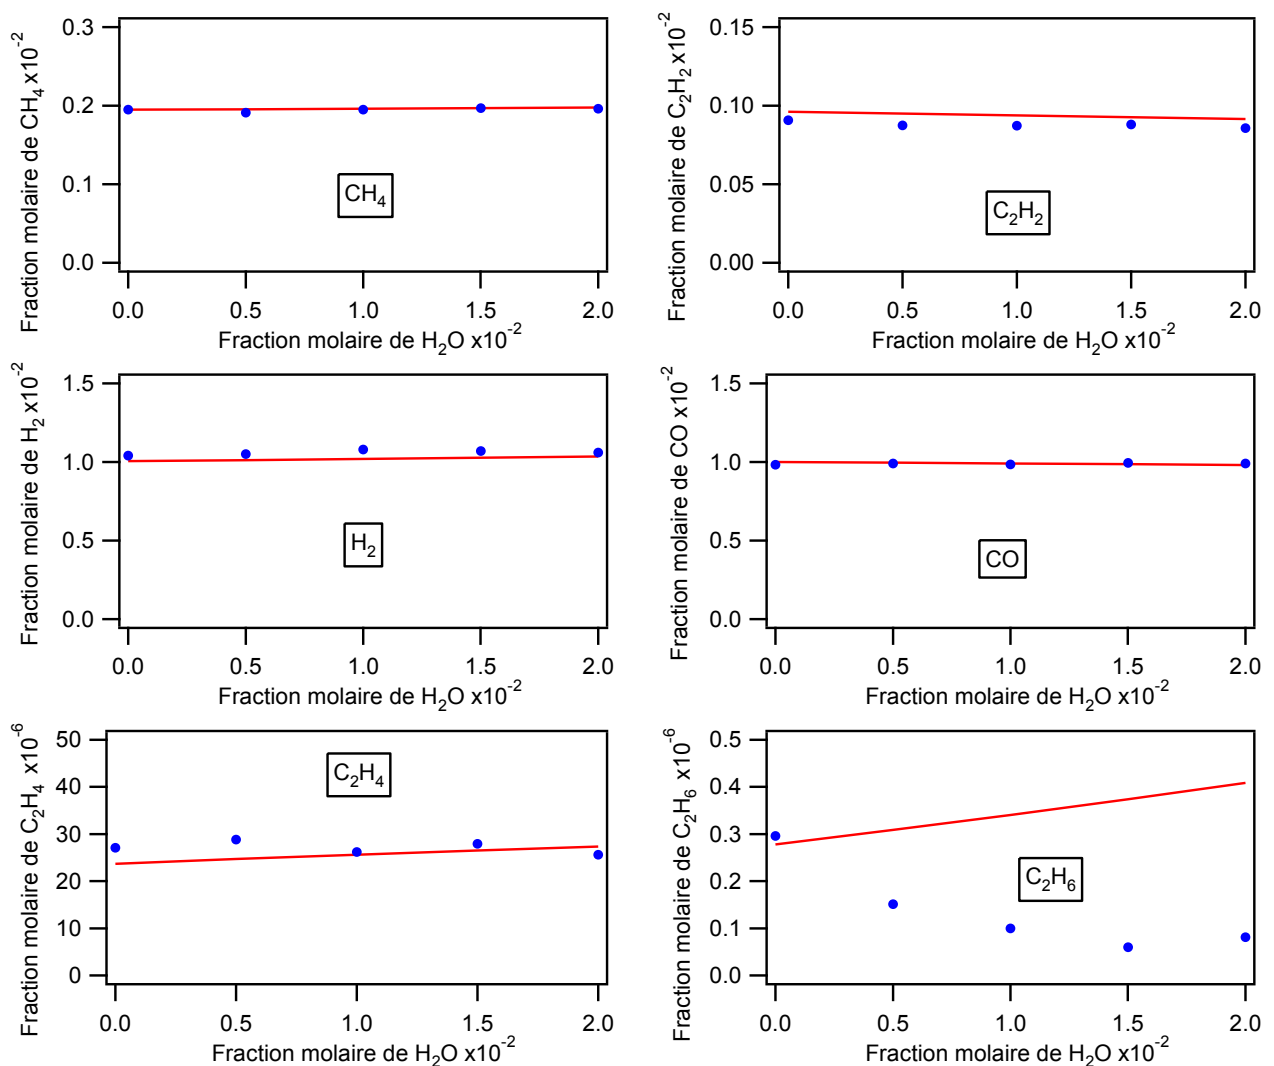 Fraction molaire de CH4 x10-2
0.3
0.2
0.1
0.0
CH4
0.0 0.5 1.0 1.5 2.0
Fraction molaire de H2O x10-2
Fraction molaire de C2H2 x10-2
0.15
0.10
0.05
0.00
C2H2
0.0 0.5 1.0 1.5 2.0
Fraction molaire de H2O x10-2
Fraction molaire de H2 x10-2
1.5
1.0
0.5
0.0
H2
0.0 0.5 1.0 1.5 2.0
Fraction molaire de H2O x10-2
Fraction molaire de CO x10-2
1.5
1.0
0.5
0.0
CO
0.0 0.5 1.0 1.5 2.0
Fraction molaire de H2O x10-2
Fraction molaire de C2H4 x10-6
50
40
30
20
10
0
C2H4
0.0 0.5 1.0 1.5 2.0
Fraction molaire de H2O x10-2
Fraction molaire de C2H6 x10-6
0.5
0.4
0.3
0.2
0.1
0.0
C2H6
0.0 0.5 1.0 1.5 2.0
Fraction molaire de H2O x10-2